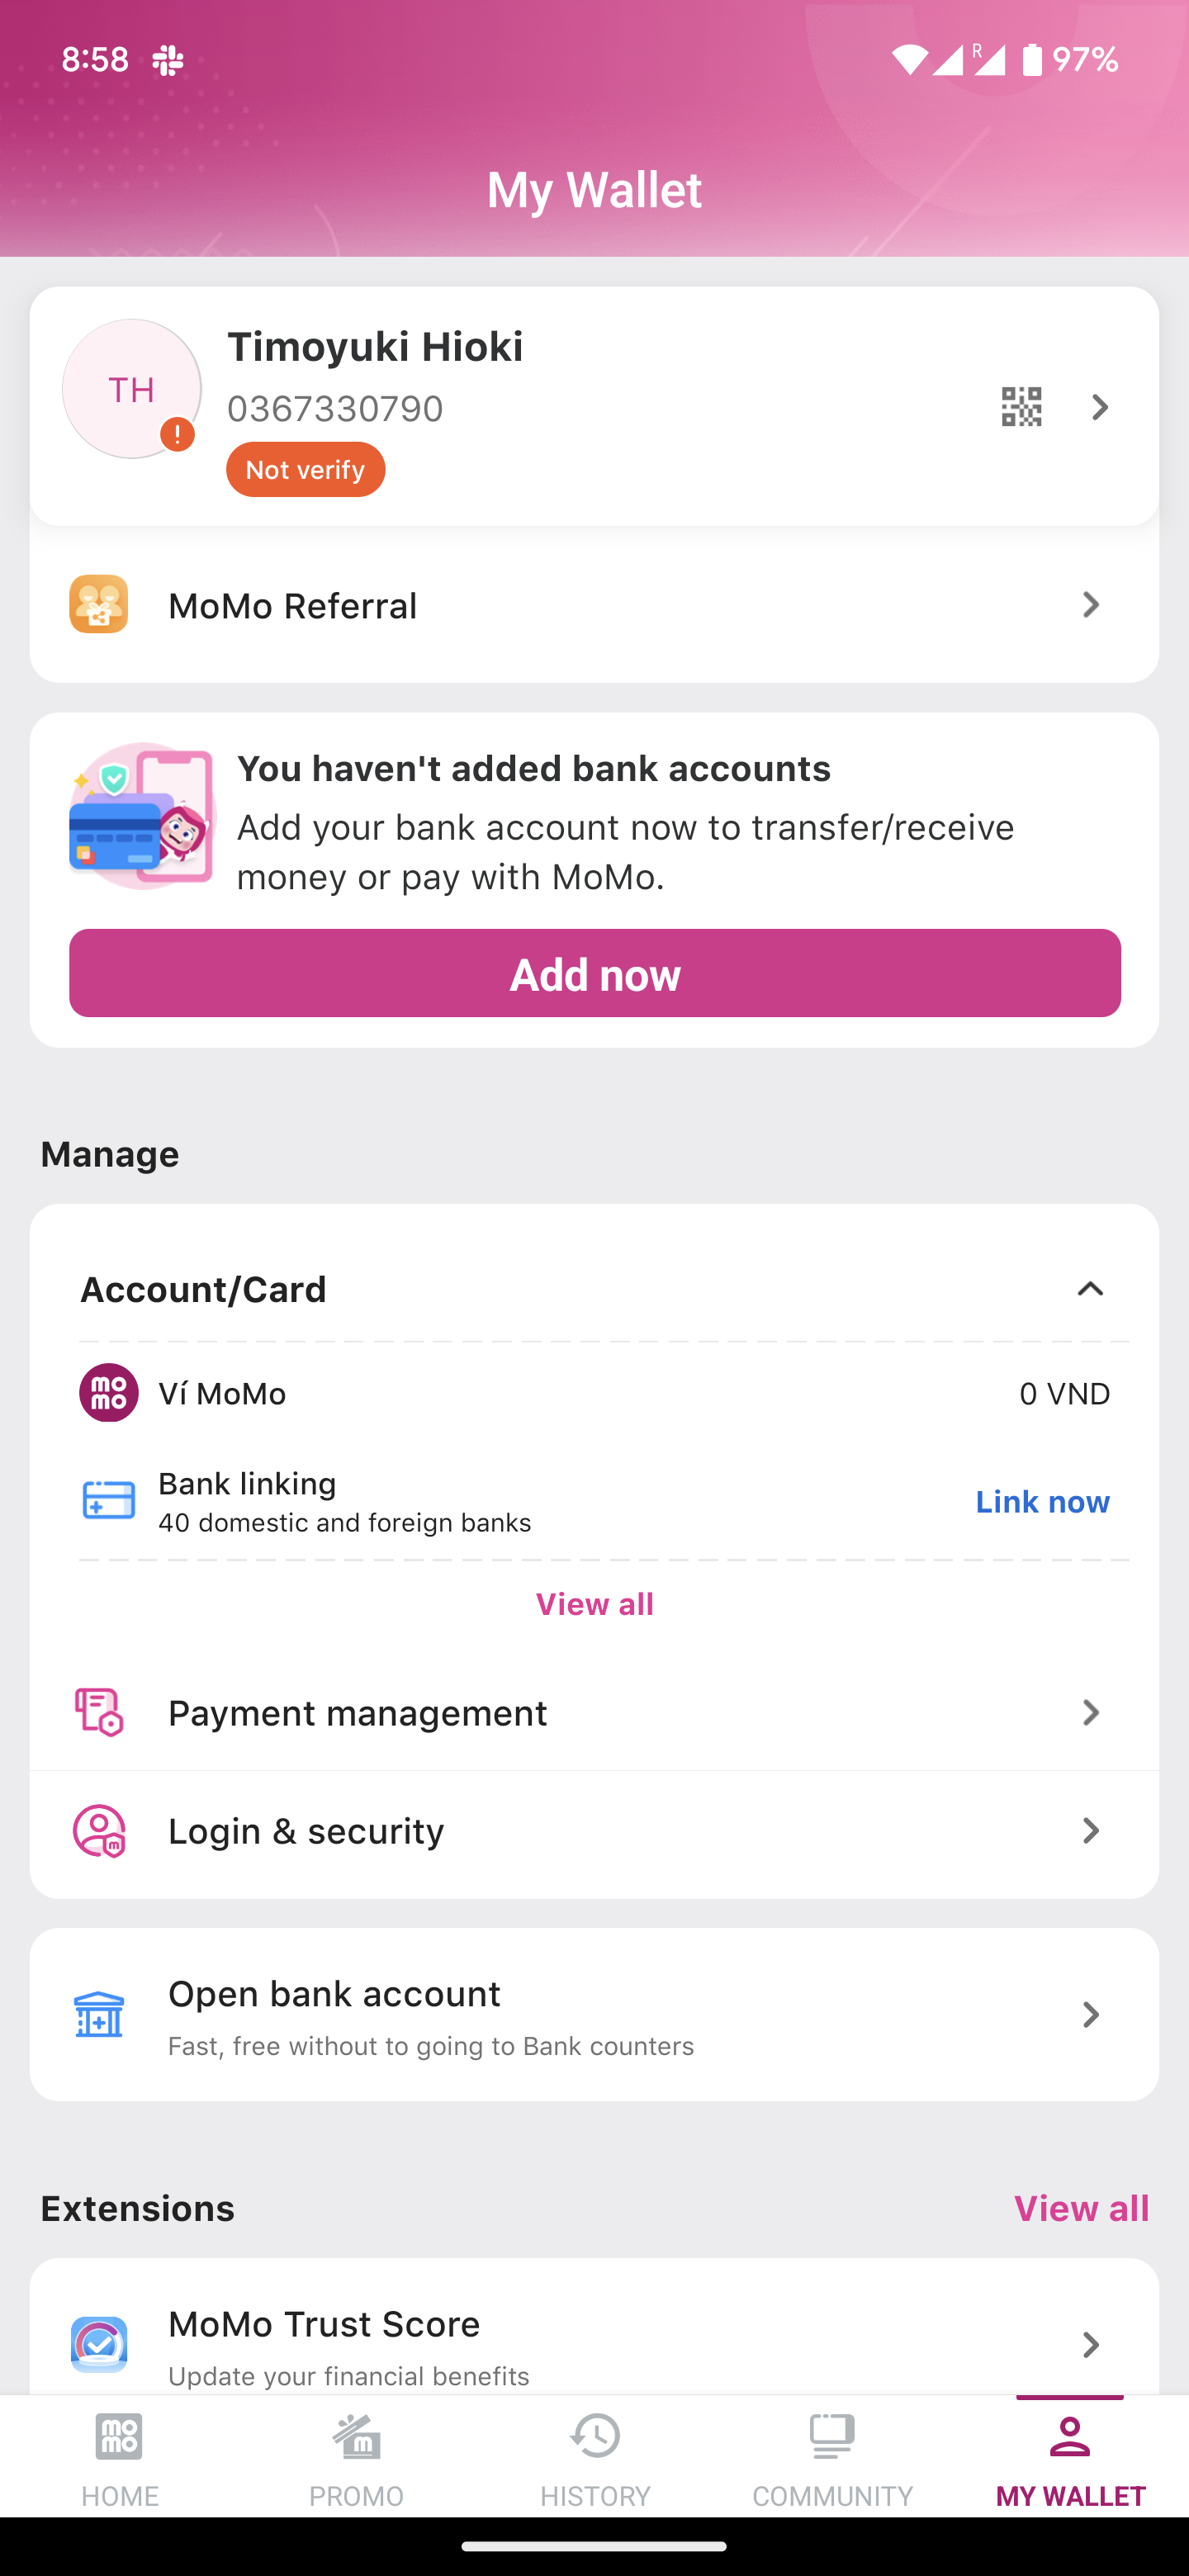 8:58
R
97%
My Wallet
TH
Timoyuki Hioki
0367330790
!
Not verify
MoMo Referral
You haven't added bank accounts
Add your bank account now to transfer/receive
money or pay with MoMo.
Add now
Manage
Account/Card
mo
mo
Ví MoMo
0 VND
Bank linking
40 domestic and foreign banks
Link now
View all
Payment management
m
Login & security
Open bank account
Fast, free without to going to Bank counters
Extensions
View all
MoMo Trust Score
Update your financial benefits
mo
mo
m
HOME
PROMO
HISTORY
COMMUNITY
MY WALLET